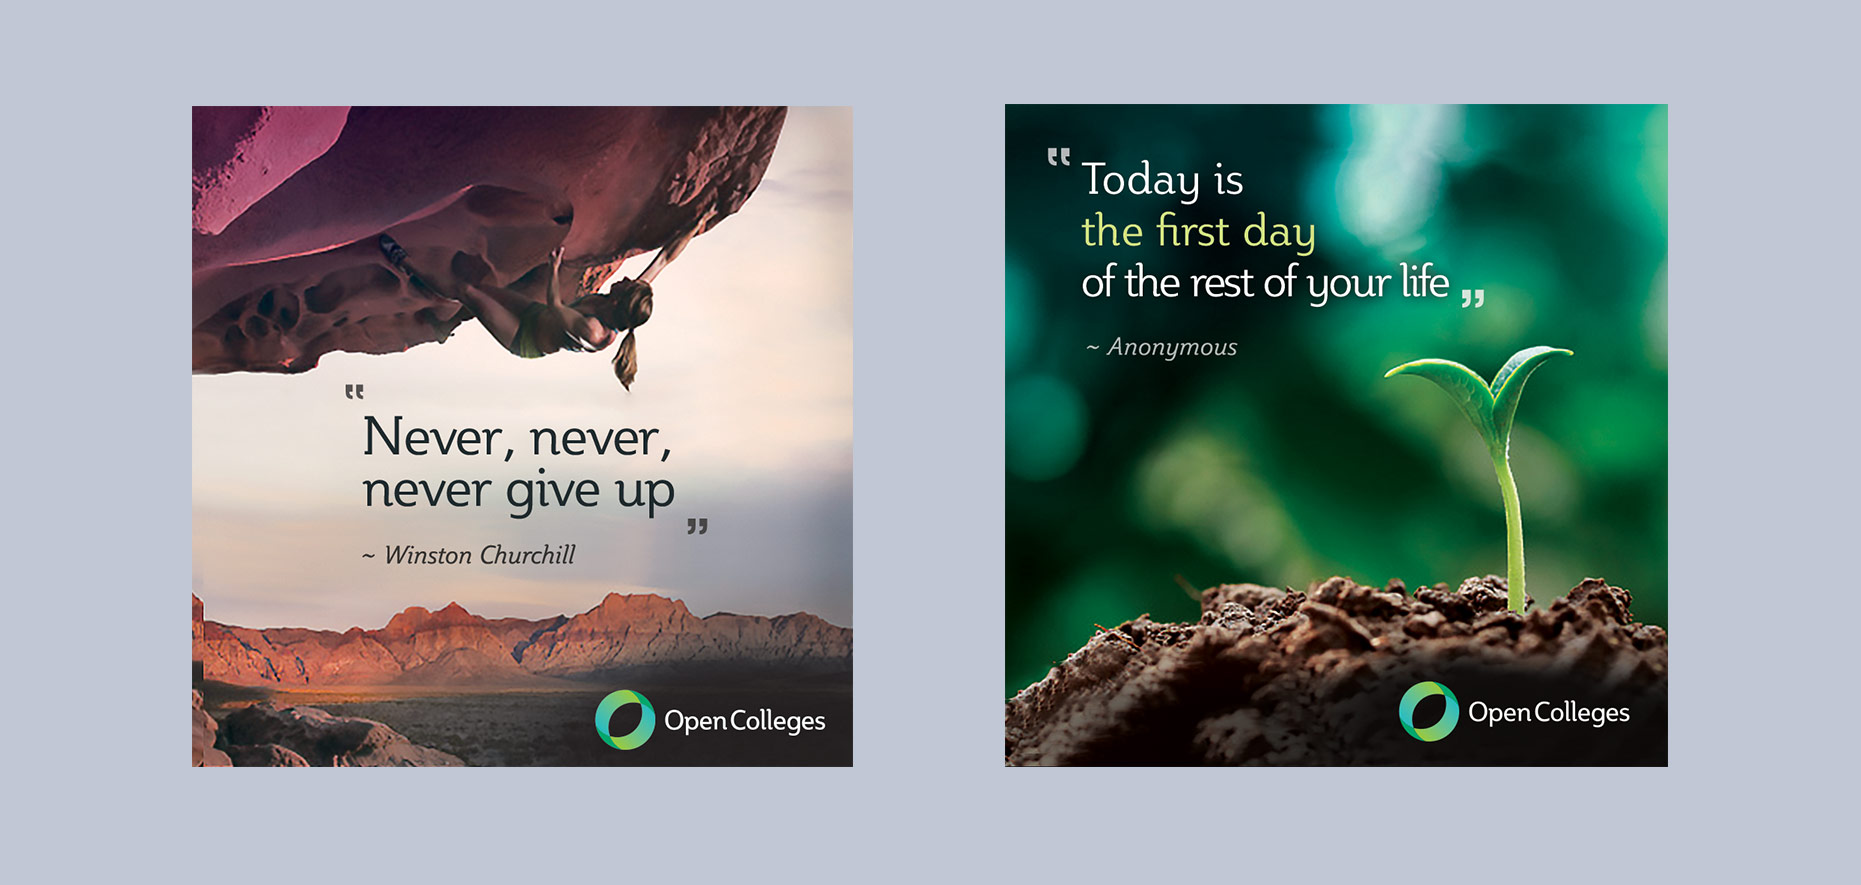 “
Never, never,
never give up
”
~ Winston Churchill
Open Colleges
“ Today is
the first day
of the rest of your life ”
~ Anonymous
Open Colleges